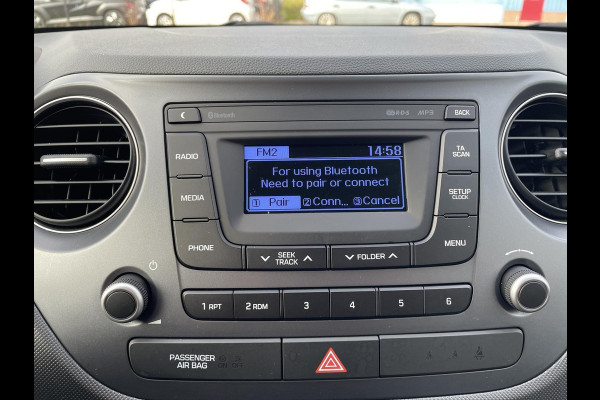 Bluetooth
RDS MP3 BACK
RADIO
MEDIA
PHONE
FM2 14:58
For using Bluetooth
Need to pair or connect
1 Pair 2 Conn... 3 Cancel
TA
SCAN
SETUP
CLOCK
MENU
SEEK
TRACK
FOLDER
1 RPT 2 RDM 3 4 5 6
PASSENGER
AIR BAG